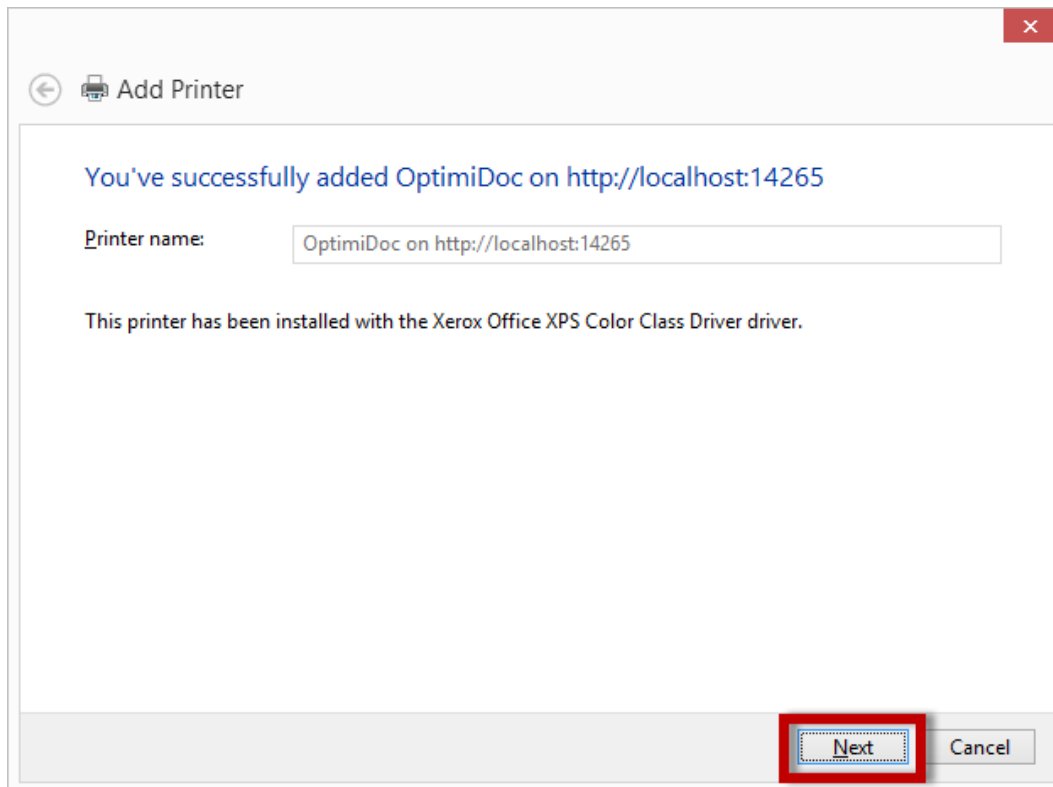 Add Printer
You've successfully added OptimiDoc on http://localhost:14265
Printer name:
OptimiDoc on http://localhost:14265
This printer has been installed with the Xerox Office XPS Color Class Driver driver.
Next
Cancel